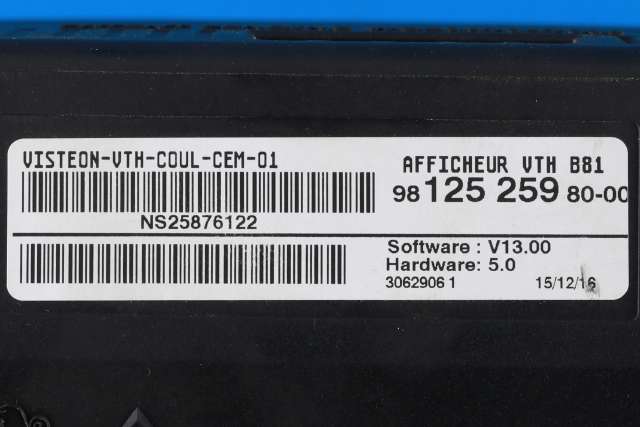 VISTEON-VTH-COUL-CEM-01
AFFICHEUR VTH B81
98 125 259 80-00
NS25876122
Software : V13.00
Hardware: 5.0
3062906 1 15/12/16